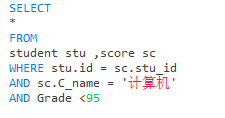 SELECT
*
FROM
student stu ,score sc
WHERE stu.id = sc.stu_id
AND sc.C_name = '计算机'
AND Grade <95